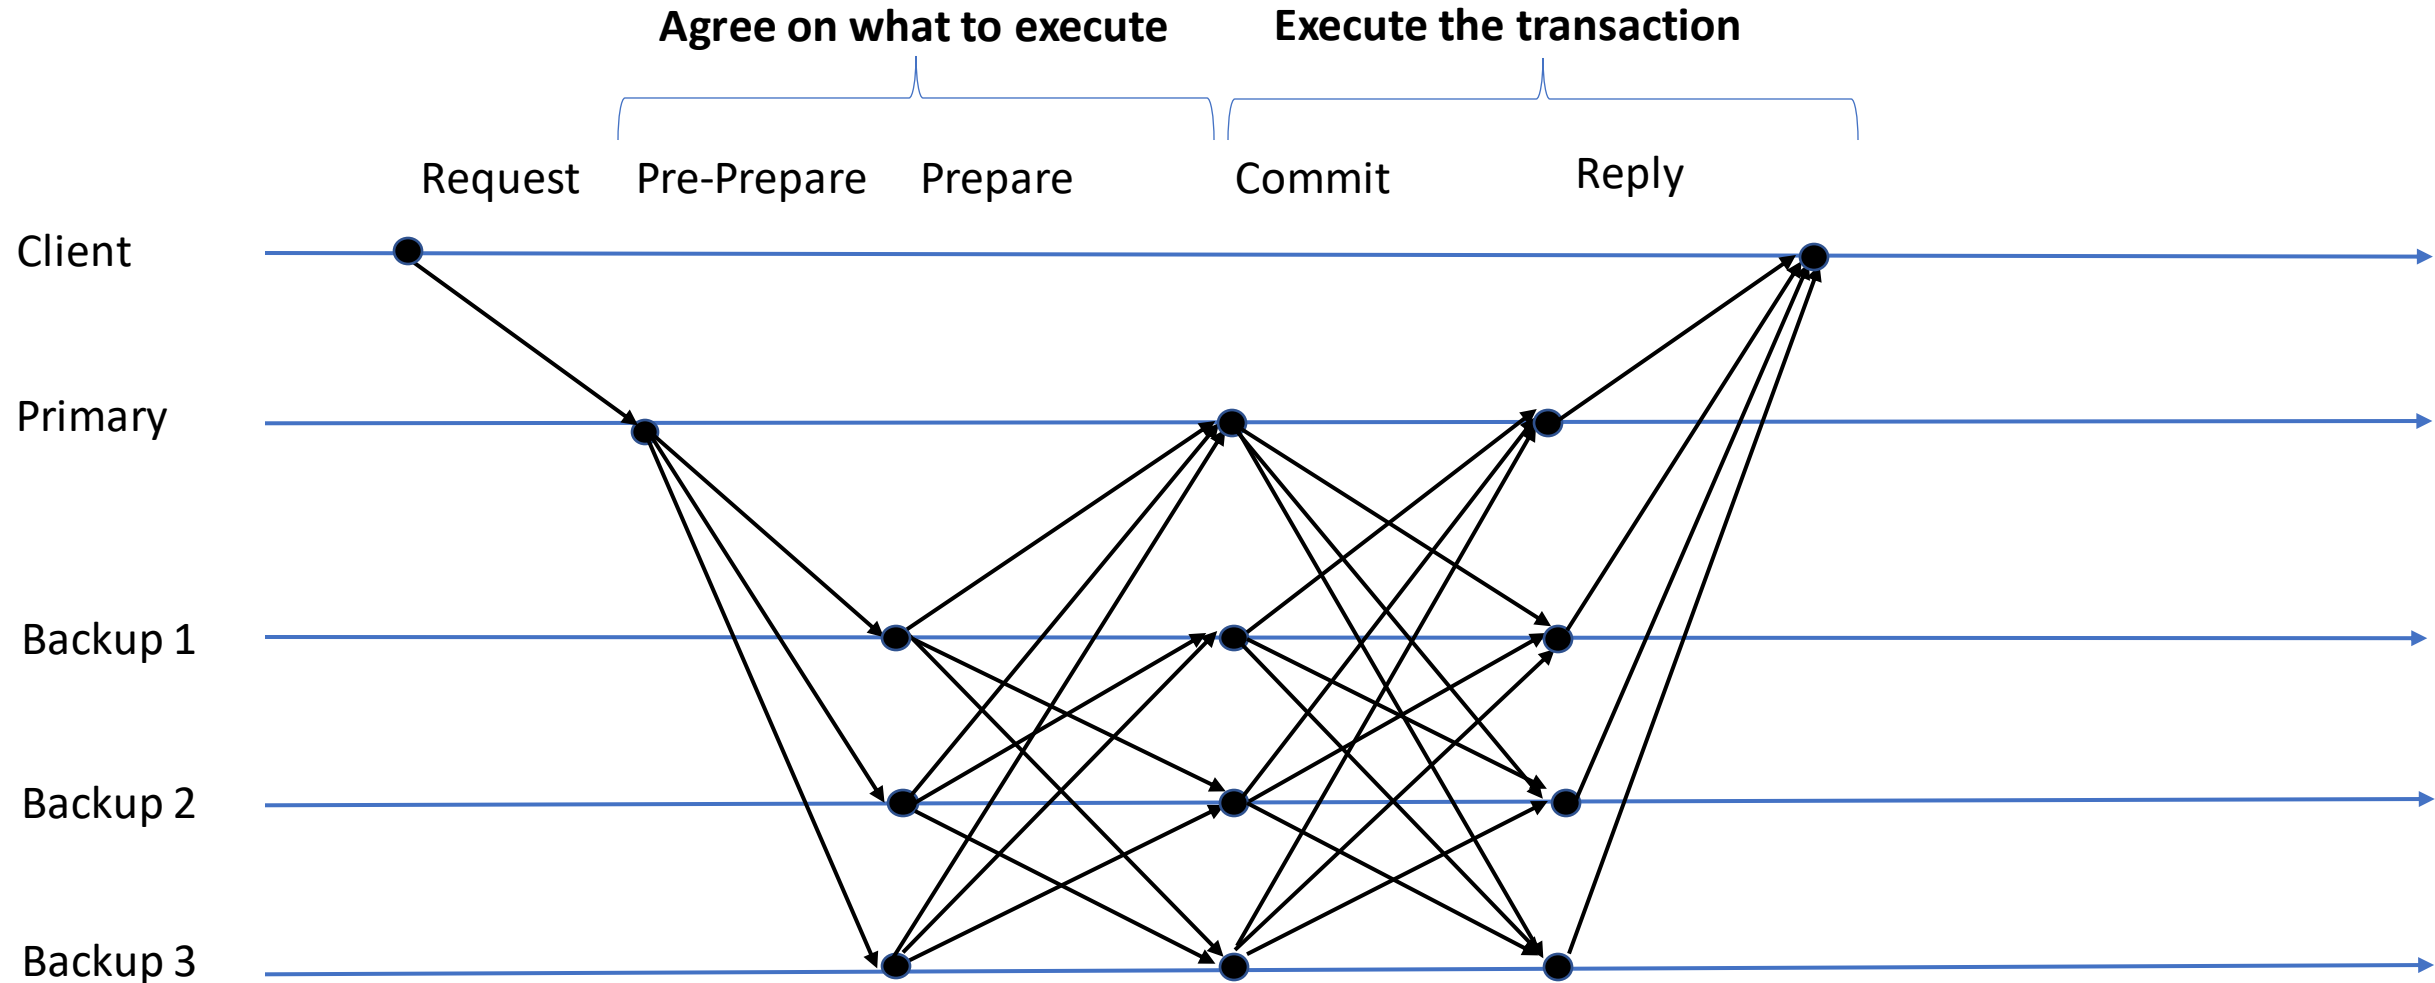 Agree on what to execute
Execute the transaction
Request
Pre-Prepare
Prepare
Commit
Reply
Client
Primary
Backup 1
Backup 2
Backup 3